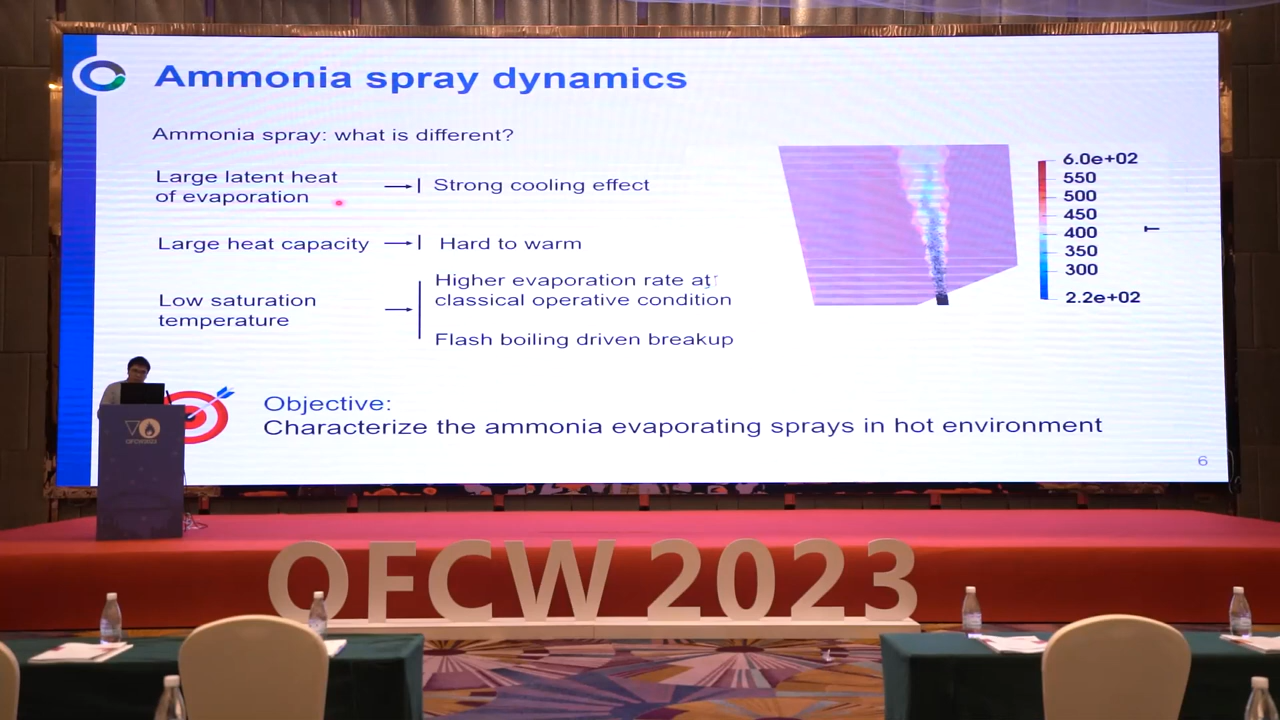 Ammonia spray dynamics
Ammonia spray: what is different?
Large latent heat
of evaporation
Strong cooling effect
Large heat capacity
Hard to warm
Low saturation
temperature
Higher evaporation rate at
classical operative condition
Flash boiling driven breakup
6.0e+02
550
500
450
400
350
300
2.2e+02
T
Objective:
Characterize the ammonia evaporating sprays in hot environment
6
OFCW2023
OFCW 2023